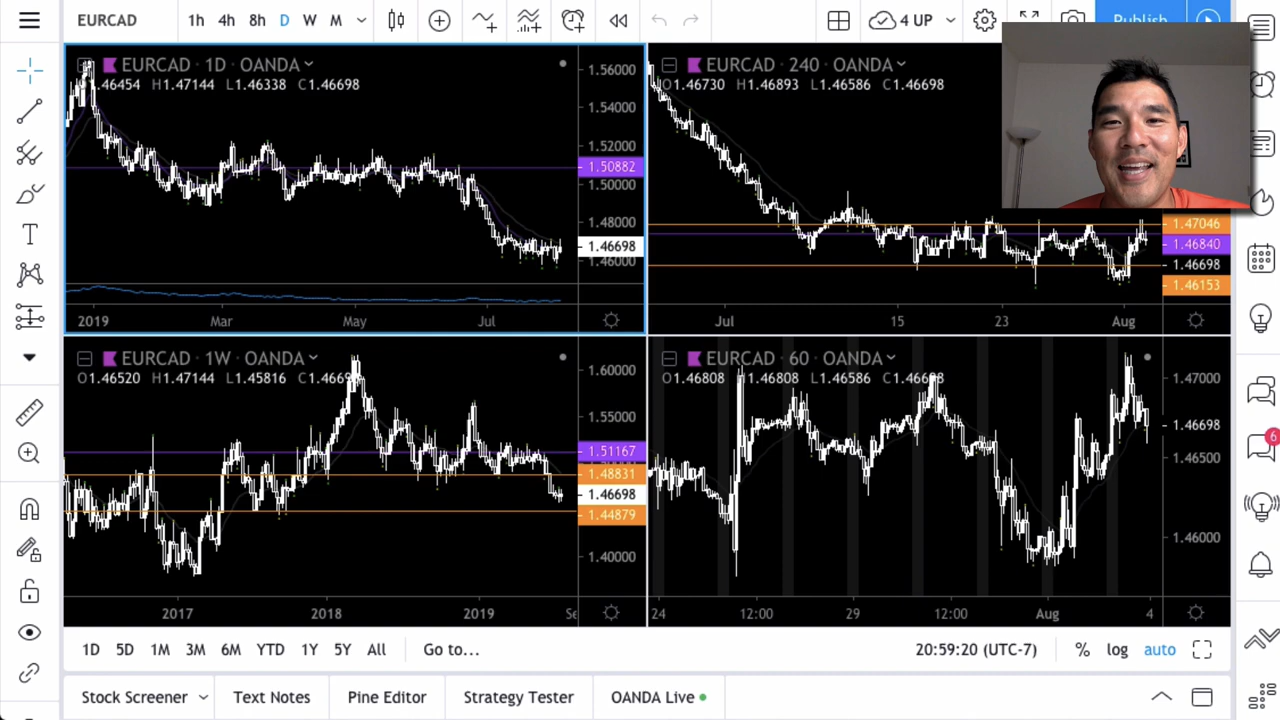 EURCAD 1h 4h 8h D W M 4 UP Publish
EURCAD · 1D · OANDA
O1.46454 H1.47144 L1.46338 C1.46698
1.56000
1.54000
1.52000
1.50882
1.50000
1.48000
1.46698
1.46000
2019 Mar May Jul
EURCAD · 240 · OANDA
O1.46730 H1.46893 L1.46586 C1.46698
1.47046
1.46840
1.46698
1.46153
Jul 15 23 Aug
EURCAD · 1W · OANDA
O1.46520 H1.47144 L1.45816 C1.46698
1.60000
1.55000
1.51167
1.48831
1.46698
1.44879
1.40000
2017 2018 2019 Se
EURCAD · 60 · OANDA
O1.46808 H1.46808 L1.46586 C1.46698
1.47000
1.46698
1.46500
1.46000
24 12:00 29 12:00 Aug 4
6
1D 5D 1M 3M 6M YTD 1Y 5Y All Go to... 20:59:20 (UTC-7) % log auto
Stock Screener Text Notes Pine Editor Strategy Tester OANDA Live